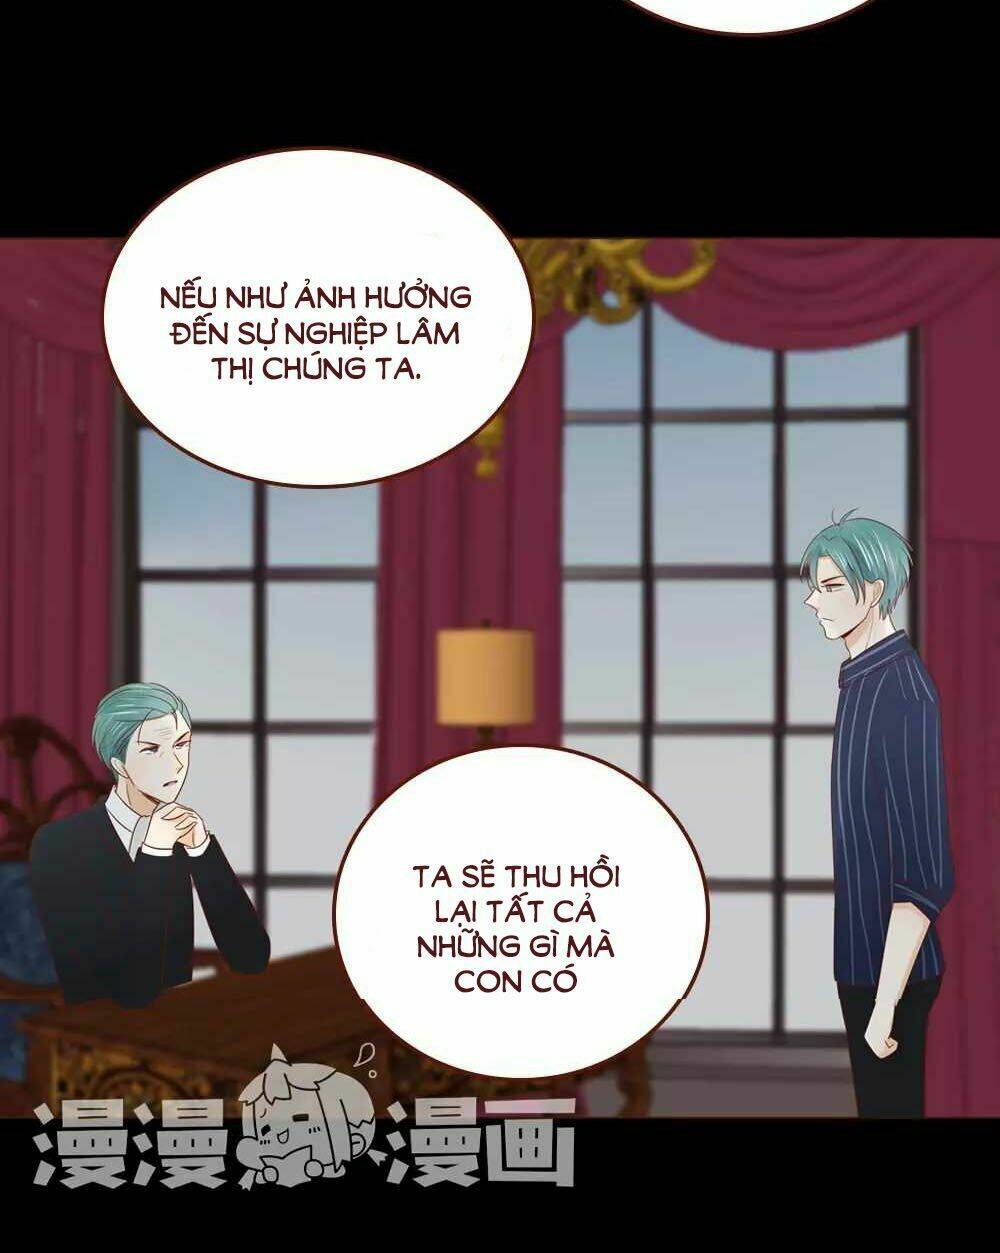 NẾU NHƯ ẢNH HƯỞNG
ĐẾN SỰ NGHIỆP LÂM
THỊ CHÚNG TA.
TA SẼ THU HỒI
LẠI TẤT CẢ
NHỮNG GÌ MÀ
CON CÓ
漫漫漫画